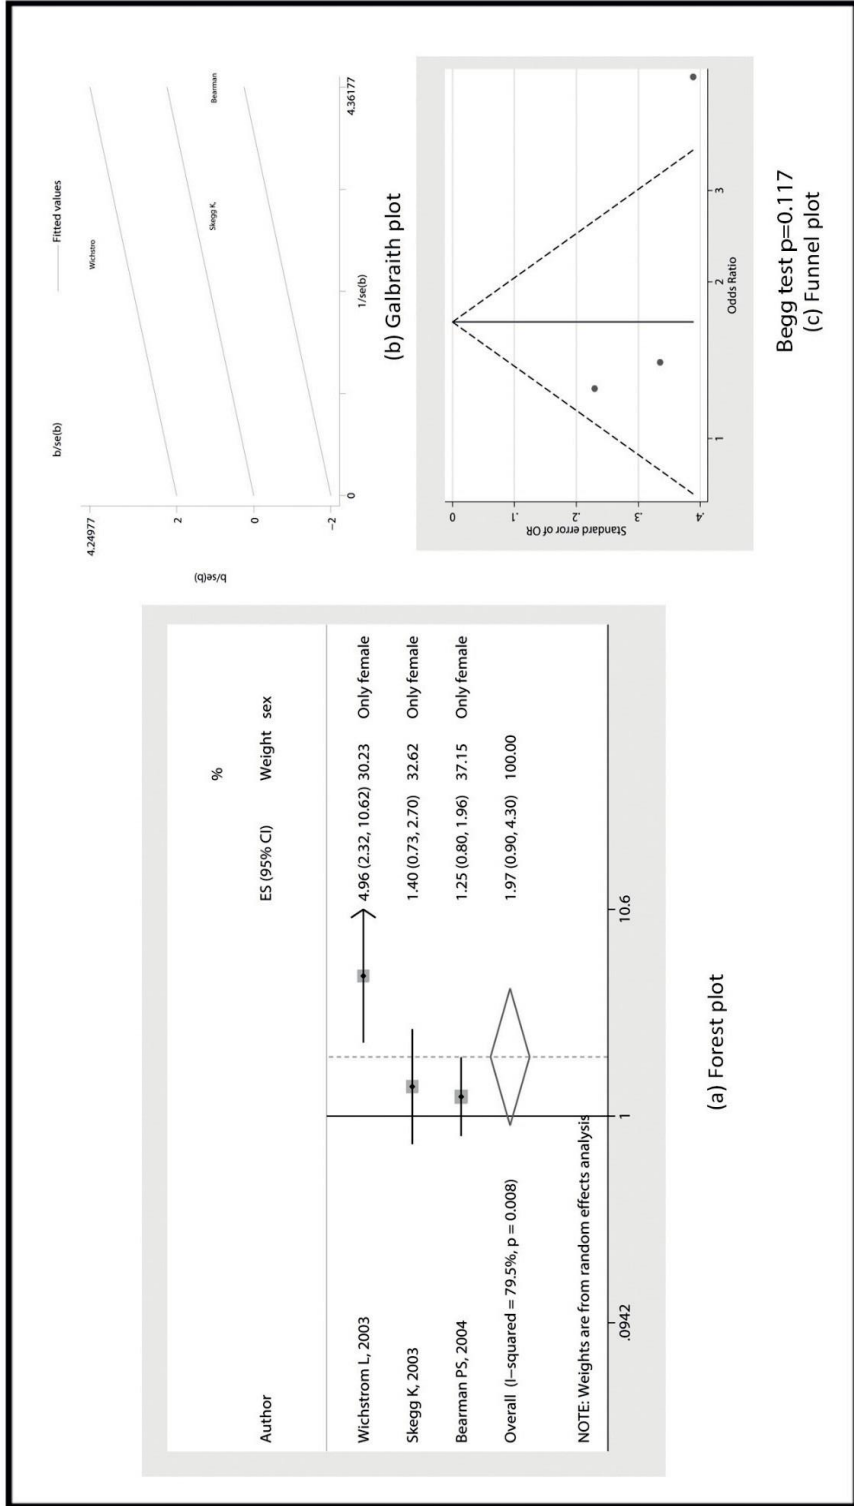 %
Author ES (95% CI) Weight sex
Wichstrom L, 2003 4.96 (2.32, 10.62) 30.23 Only female
Skegg K, 2003 1.40 (0.73, 2.70) 32.62 Only female
Bearman PS, 2004 1.25 (0.80, 1.96) 37.15 Only female
Overall (I−squared = 79.5%, p = 0.008) 1.97 (0.90, 4.30) 100.00
NOTE: Weights are from random effects analysis
.0942 1 10.6
(a) Forest plot
b/se(b) Fitted values
b/se(b)
4.24977
2
0
−2
Wichstro
Skegg K,
Bearman
0 4.36177
1/se(b)
(b) Galbraith plot
Standard error of OR
0
.1
.2
.3
.4
1 2 3
Odds Ratio
Begg test p=0.117
(c) Funnel plot